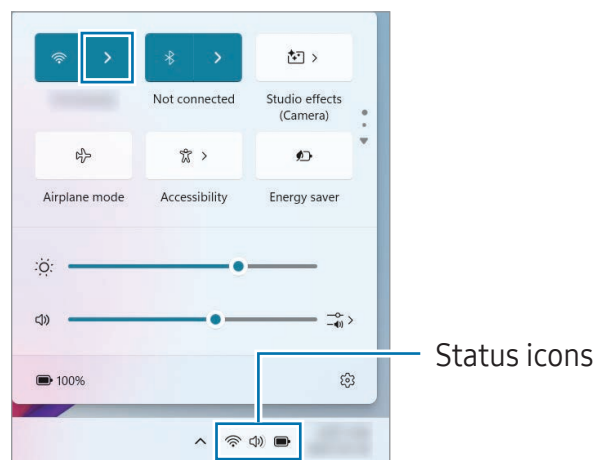 Not connected
Studio effects
(Camera)
Airplane mode
Accessibility
Energy saver
100%
Status icons